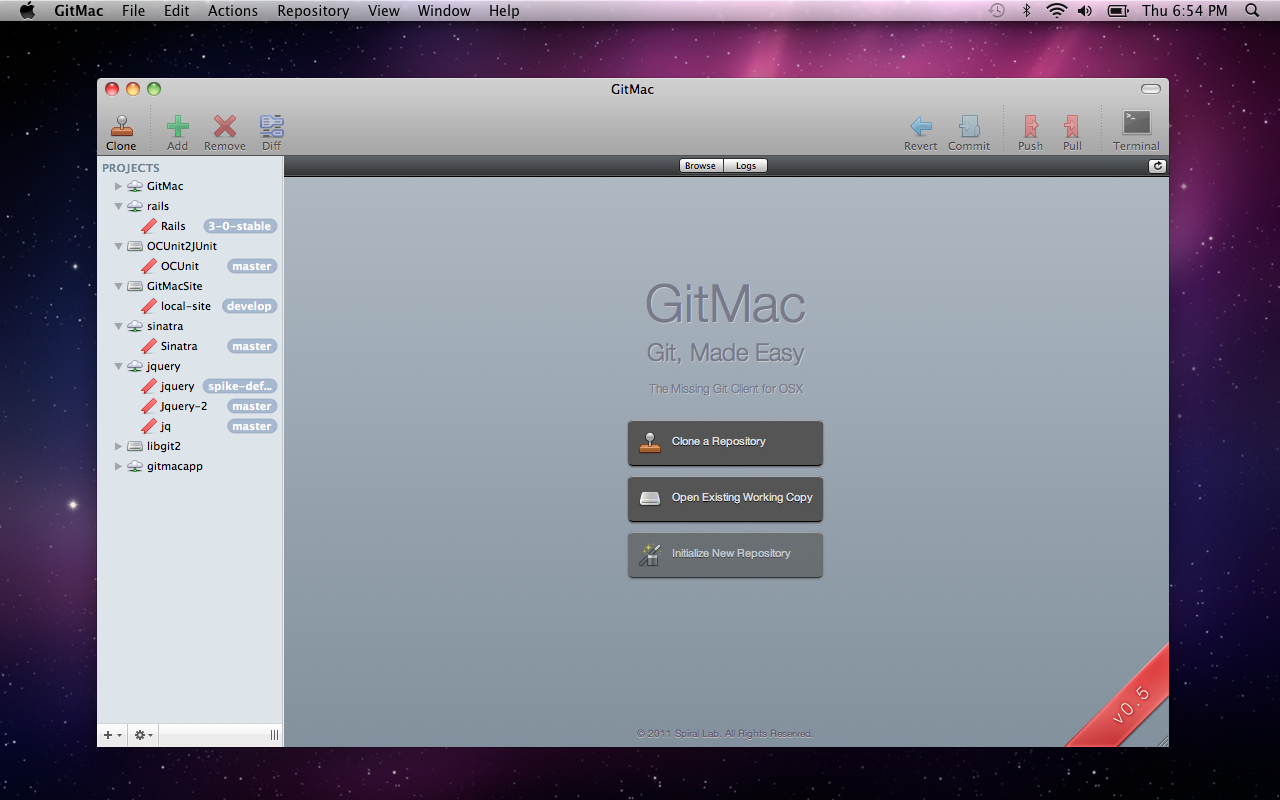 GitMac File Edit Actions Repository View Window Help Thu 6:54 PM
GitMac
Clone Add Remove Diff Revert Commit Push Pull Terminal
Browse Logs
PROJECTS
GitMac
rails
Rails 3-0-stable
OCUnit2JUnit
OCUnit master
GitMacSite
local-site develop
sinatra
Sinatra master
jquery
jquery spike-def...
Jquery-2 master
jq master
libgit2
gitmacapp
GitMac
Git, Made Easy
The Missing Git Client for OSX
Clone a Repository
Open Existing Working Copy
Initialize New Repository
v0.5
© 2011 Spiral Lab. All Rights Reserved.